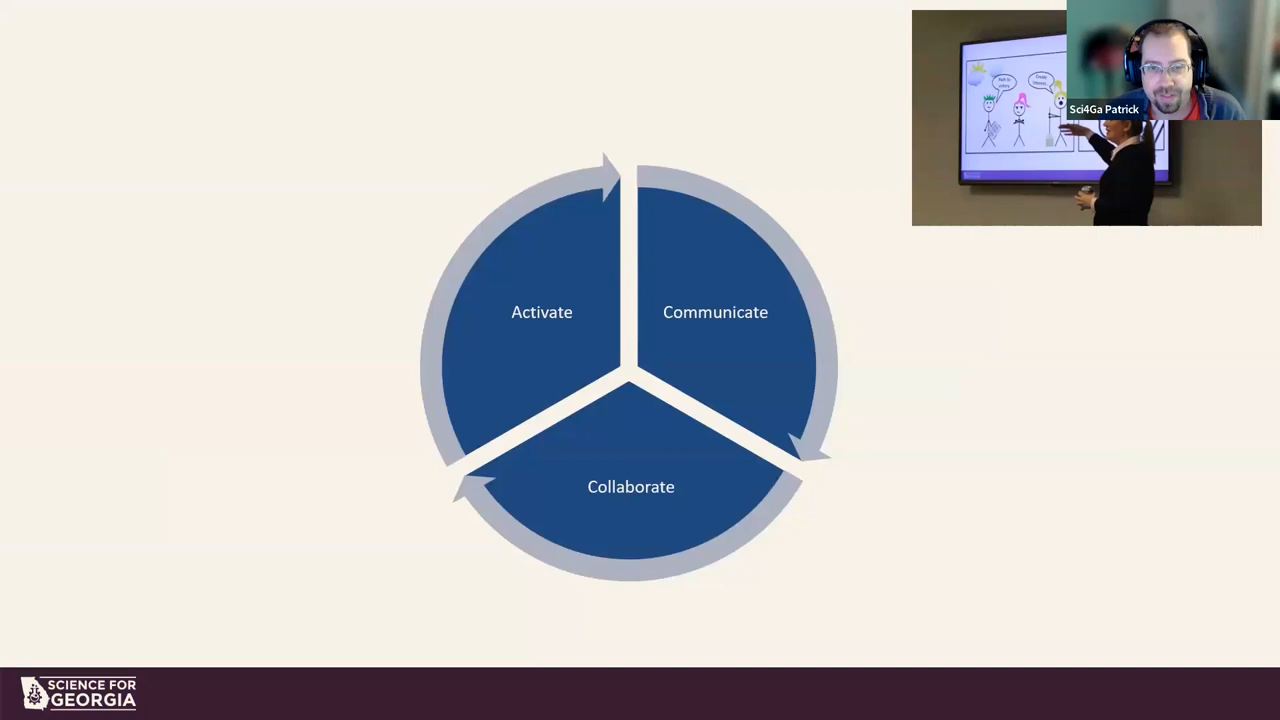 Sci4Ga Patrick
Activate
Communicate
Collaborate
SCIENCE FOR
GEORGIA